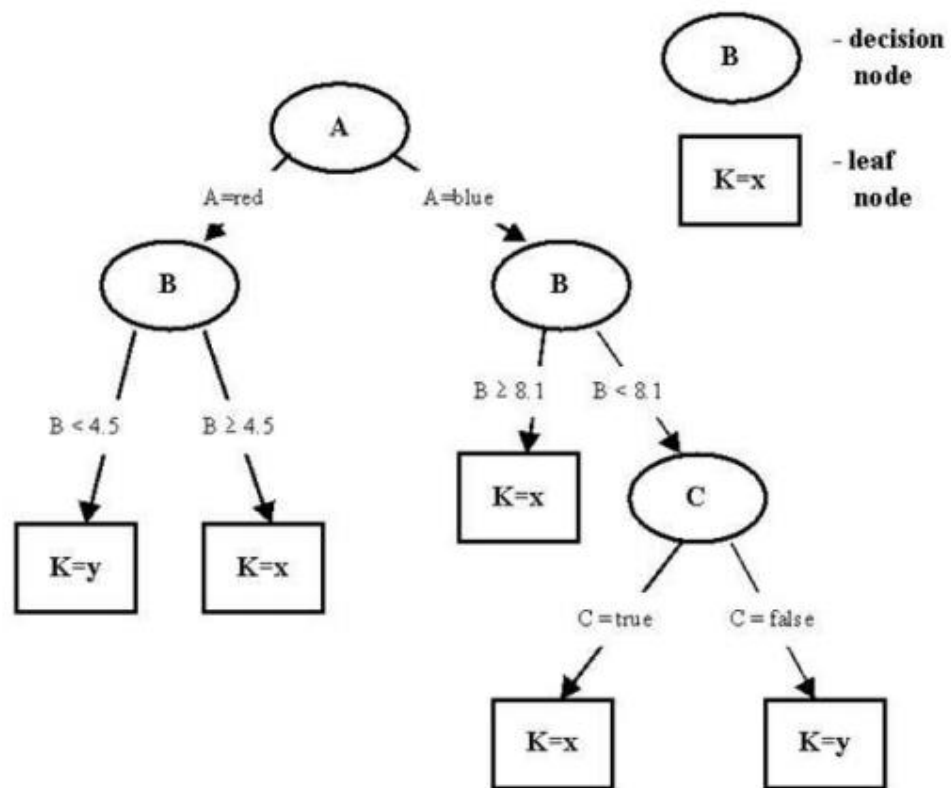 B
- decision
node
A
K=x
- leaf
node
A=red
A=blue
B
B
B ≥ 8.1
B < 8.1
B < 4.5
B ≥ 4.5
K=x
C
K=y
K=x
C=true
C=false
K=x
K=y